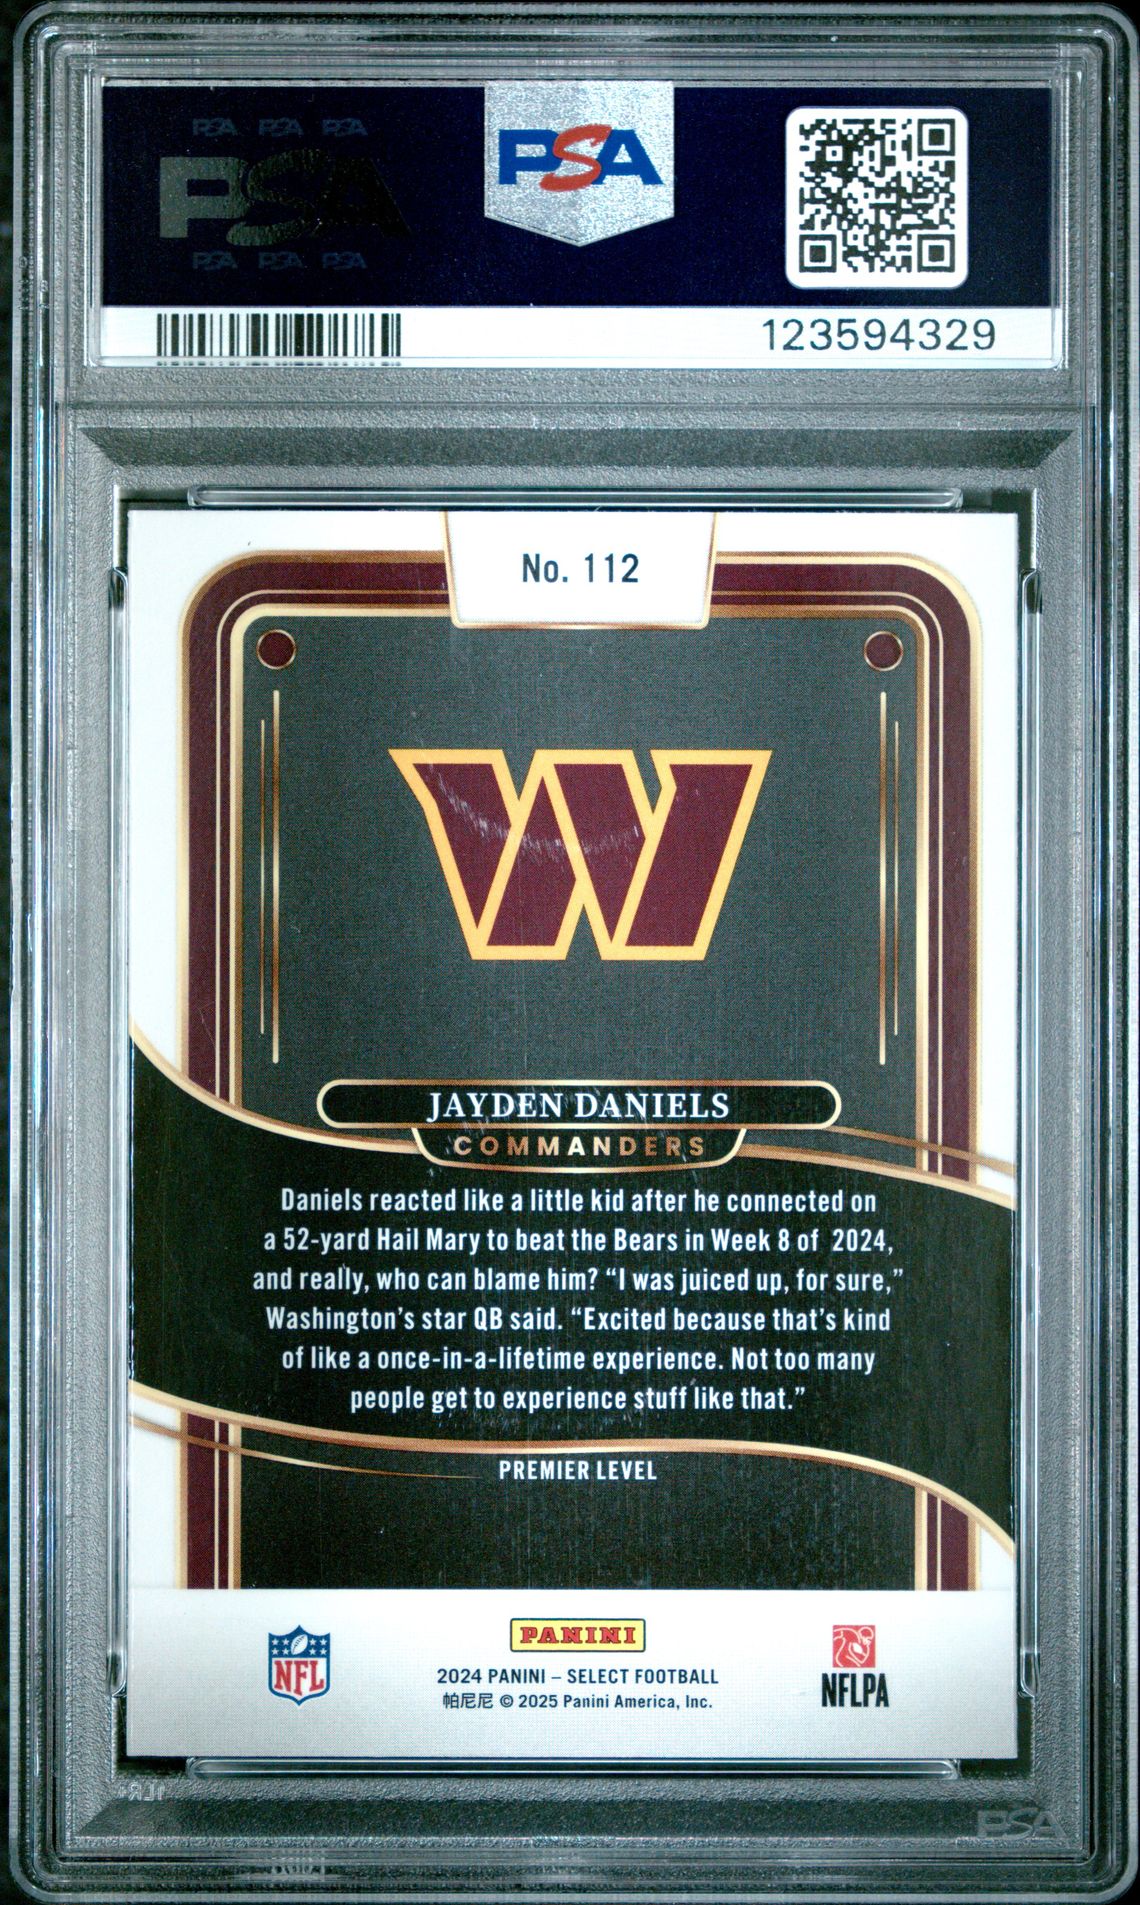 PSA PSA PSA
PSA
PSA PSA PSA
PSA
123594329
No. 112
W
JAYDEN DANIELS
COMMANDERS
Daniels reacted like a little kid after he connected on
a 52-yard Hail Mary to beat the Bears in Week 8 of 2024,
and really, who can blame him? “I was juiced up, for sure,”
Washington’s star QB said. “Excited because that’s kind
of like a once-in-a-lifetime experience. Not too many
people get to experience stuff like that.”
PREMIER LEVEL
NFL
PANINI
2024 PANINI – SELECT FOOTBALL
帕尼尼 © 2025 Panini America, Inc.
NFLPA
PSA